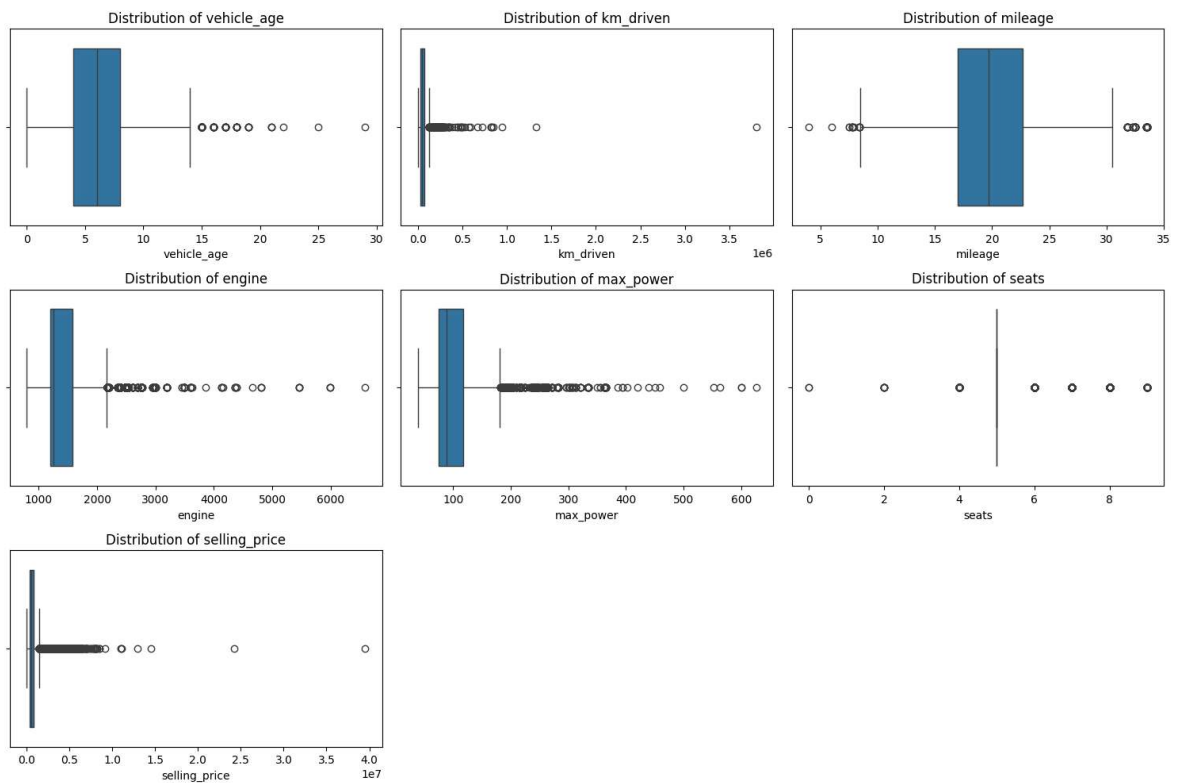 Distribution of vehicle_age
Distribution of km_driven
Distribution of mileage
0 5 10 15 20 25 30
0.0 0.5 1.0 1.5 2.0 2.5 3.0 3.5
5 10 15 20 25 30 35
1e6
vehicle_age
km_driven
mileage
Distribution of engine
Distribution of max_power
Distribution of seats
1000 2000 3000 4000 5000 6000
100 200 300 400 500 600
0 2 4 6 8
engine
max_power
seats
Distribution of selling_price
0.0 0.5 1.0 1.5 2.0 2.5 3.0 3.5 4.0
1e7
selling_price